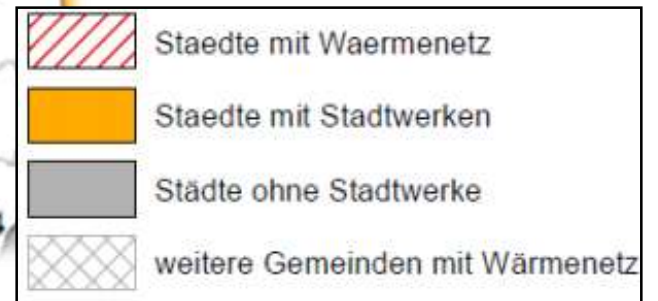 Staedte mit Waermenetz
Staedte mit Stadtwerken
Städte ohne Stadtwerke
weitere Gemeinden mit Wärmenetz